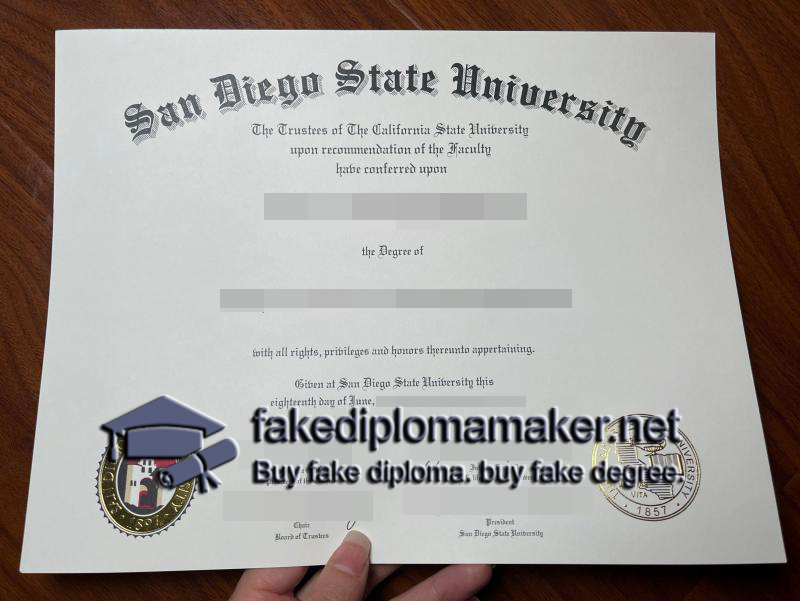 San Diego State University
The Trustees of The California State University
upon recommendation of the Faculty
have conferred upon
the Degree of
with all rights, privileges and honors thereunto appertaining.
Given at San Diego State University this
eighteenth day of June,
fakediplomamaker.net
Buy fake diploma, buy fake degree.
VITA
1857
1894
Chair
Board of Trustees
President
San Diego State University